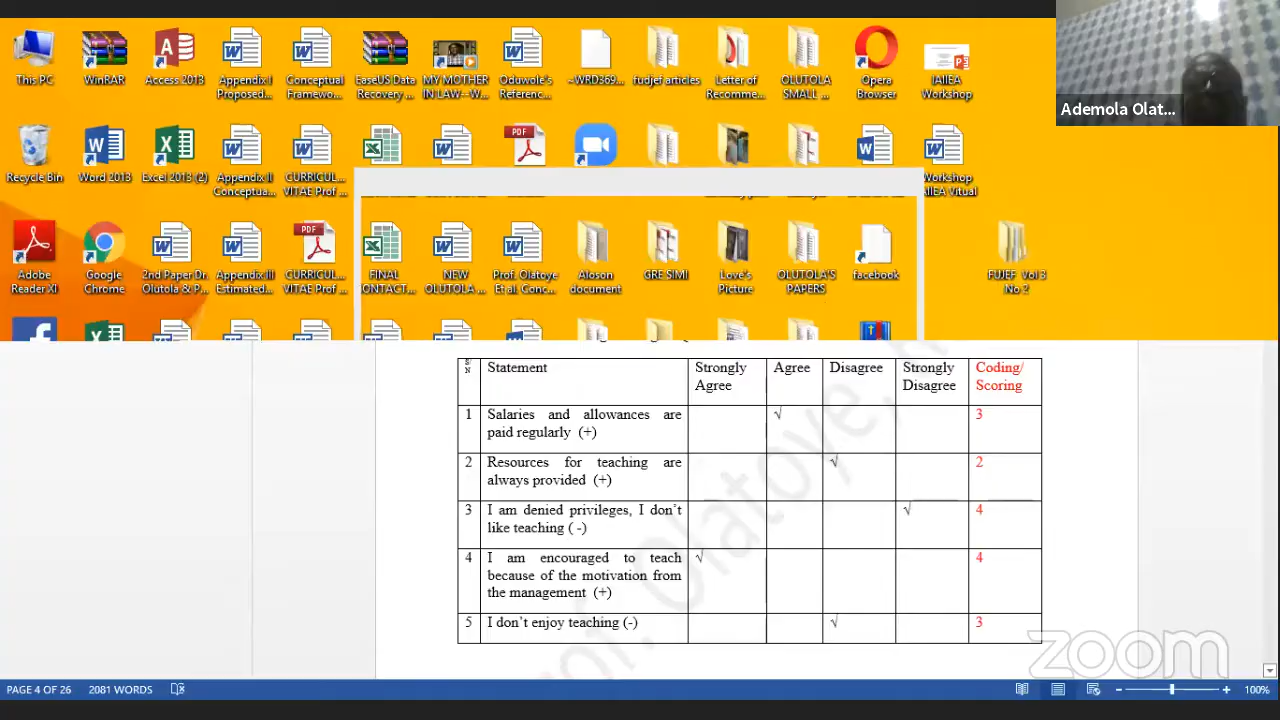 Ademola Olat...
This PC
WinRAR
Access 2013
Appendix I
Proposed...
Conceptual
Framewo...
EaseUS Data
Recovery ...
MY MOTHER
IN LAW--W...
Oduwole's
Referenc...
~WRD369...
fuojef articles
Letter of
Recomme...
OLUTOLA
SMALL ...
Opera
Browser
IAIIEA
Workshop
Recycle Bin
Word 2013
Excel 2013 (2)
Appendix II
Conceptua...
CURRICUL...
VITAE Prof ...
PDF
Workshop
Adobe
Reader XI
Google
Chrome
2nd Paper Dr.
Olutola & P...
Appendix III
Estimated...
PDF
CURRICUL...
VITAE Prof ...
FINAL
CONTACT...
NEW
OLUTOLA ...
Prof. Olatoye
Et al. Conc...
Aloson
document
GRE SIMI
Love's
Picture
OLUTOLA'S
PAPERS
facebook
FUJEF Vol 3
No 2
S/N Statement Strongly Agree Agree Disagree Strongly Disagree Coding/ Scoring
1 Salaries and allowances are √ 3
paid regularly (+)
2 Resources for teaching are √ 2
always provided (+)
3 I am denied privileges, I don't √ 4
like teaching ( -)
4 I am encouraged to teach √ 4
because of the motivation from
the management (+)
5 I don't enjoy teaching (-) √ 3
zoom
PAGE 4 OF 26 2081 WORDS 100%